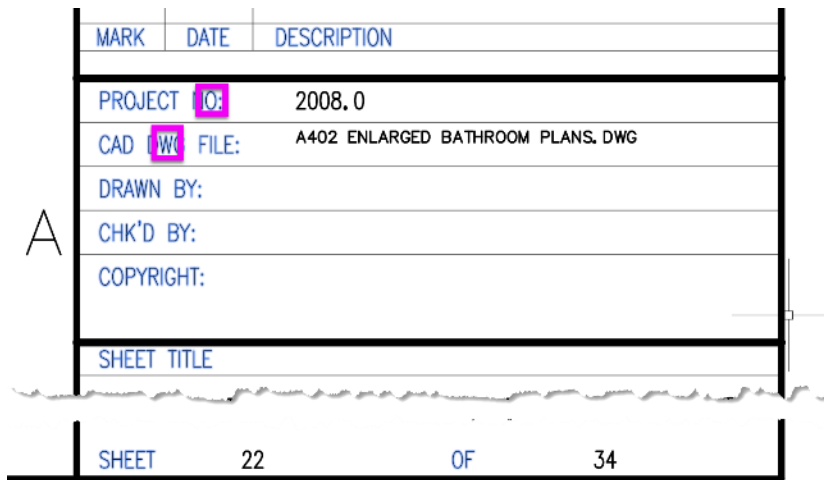 MARK DATE DESCRIPTION
PROJECT NO: 2008.0
CAD DWG FILE: A402 ENLARGED BATHROOM PLANS.DWG
DRAWN BY:
CHK'D BY:
A
COPYRIGHT:
SHEET TITLE
SHEET 22 OF 34